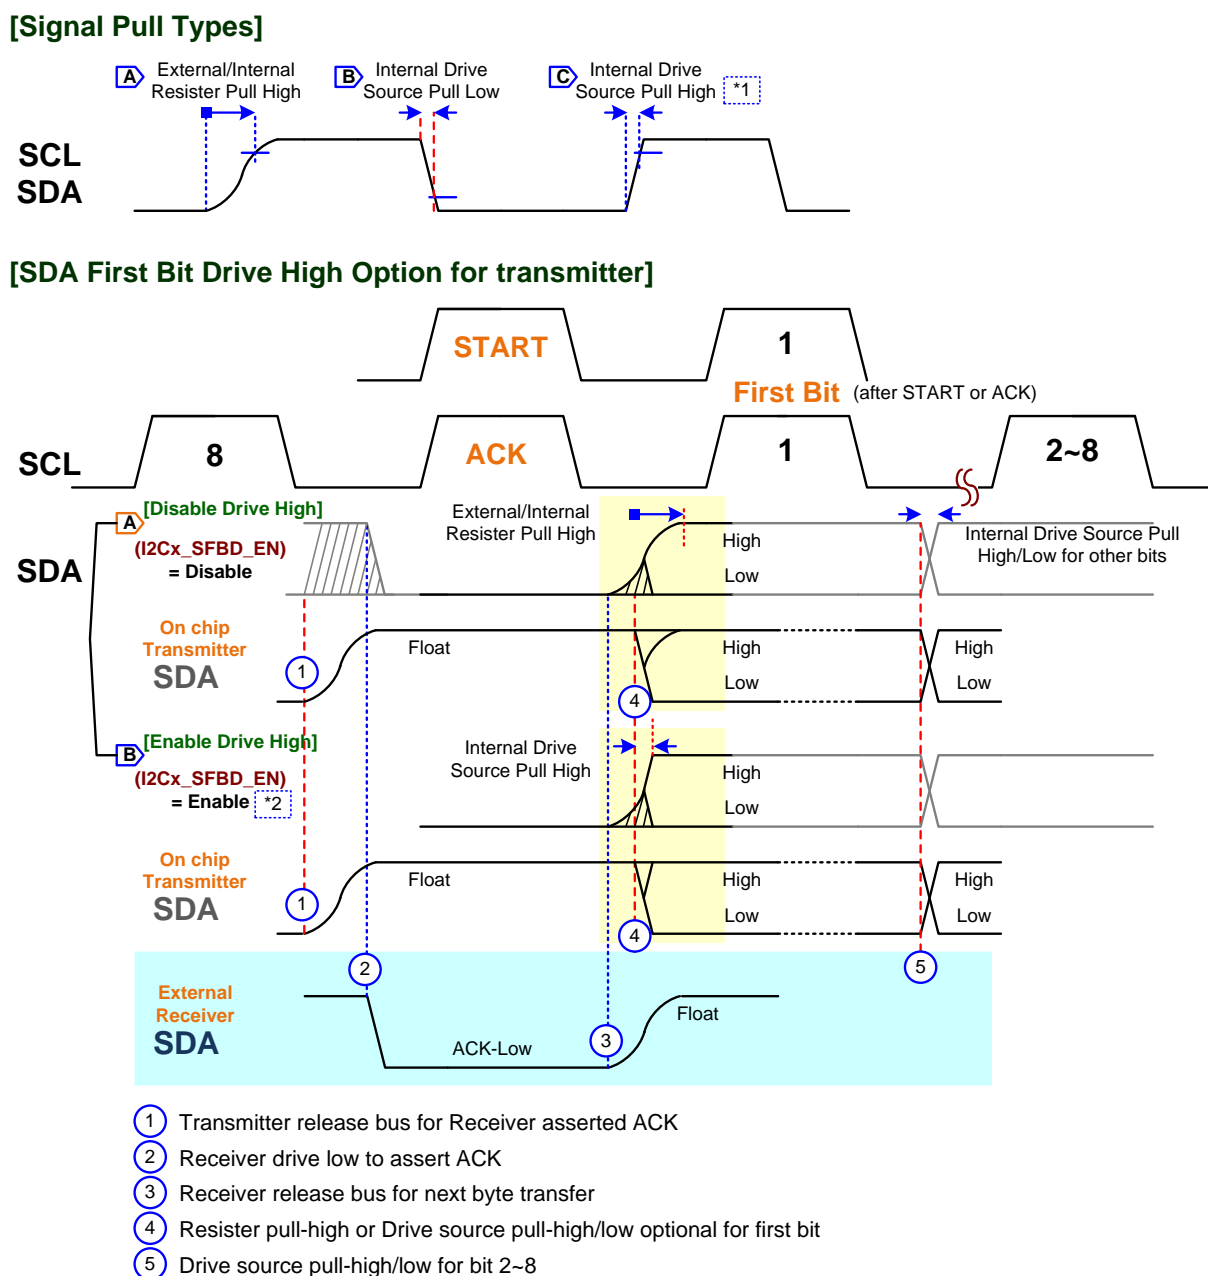 [Signal Pull Types]
A External/Internal
Resister Pull High
B Internal Drive
Source Pull Low
C Internal Drive
Source Pull High *1
SCL
SDA
[SDA First Bit Drive High Option for transmitter]
START
1
First Bit (after START or ACK)
SCL
8
ACK
1
2~8
A [Disable Drive High]
(I2Cx_SFBD_EN)
= Disable
External/Internal
Resister Pull High
High
Low
Internal Drive Source Pull
High/Low for other bits
SDA
On chip
Transmitter
SDA
1
Float
4
High
Low
High
Low
B [Enable Drive High]
(I2Cx_SFBD_EN)
= Enable *2
Internal Drive
Source Pull High
High
Low
On chip
Transmitter
SDA
1
Float
4
High
Low
High
Low
2
5
External
Receiver
SDA
ACK-Low
3
Float
1 Transmitter release bus for Receiver asserted ACK
2 Receiver drive low to assert ACK
3 Receiver release bus for next byte transfer
4 Resister pull-high or Drive source pull-high/low optional for first bit
5 Drive source pull-high/low for bit 2~8